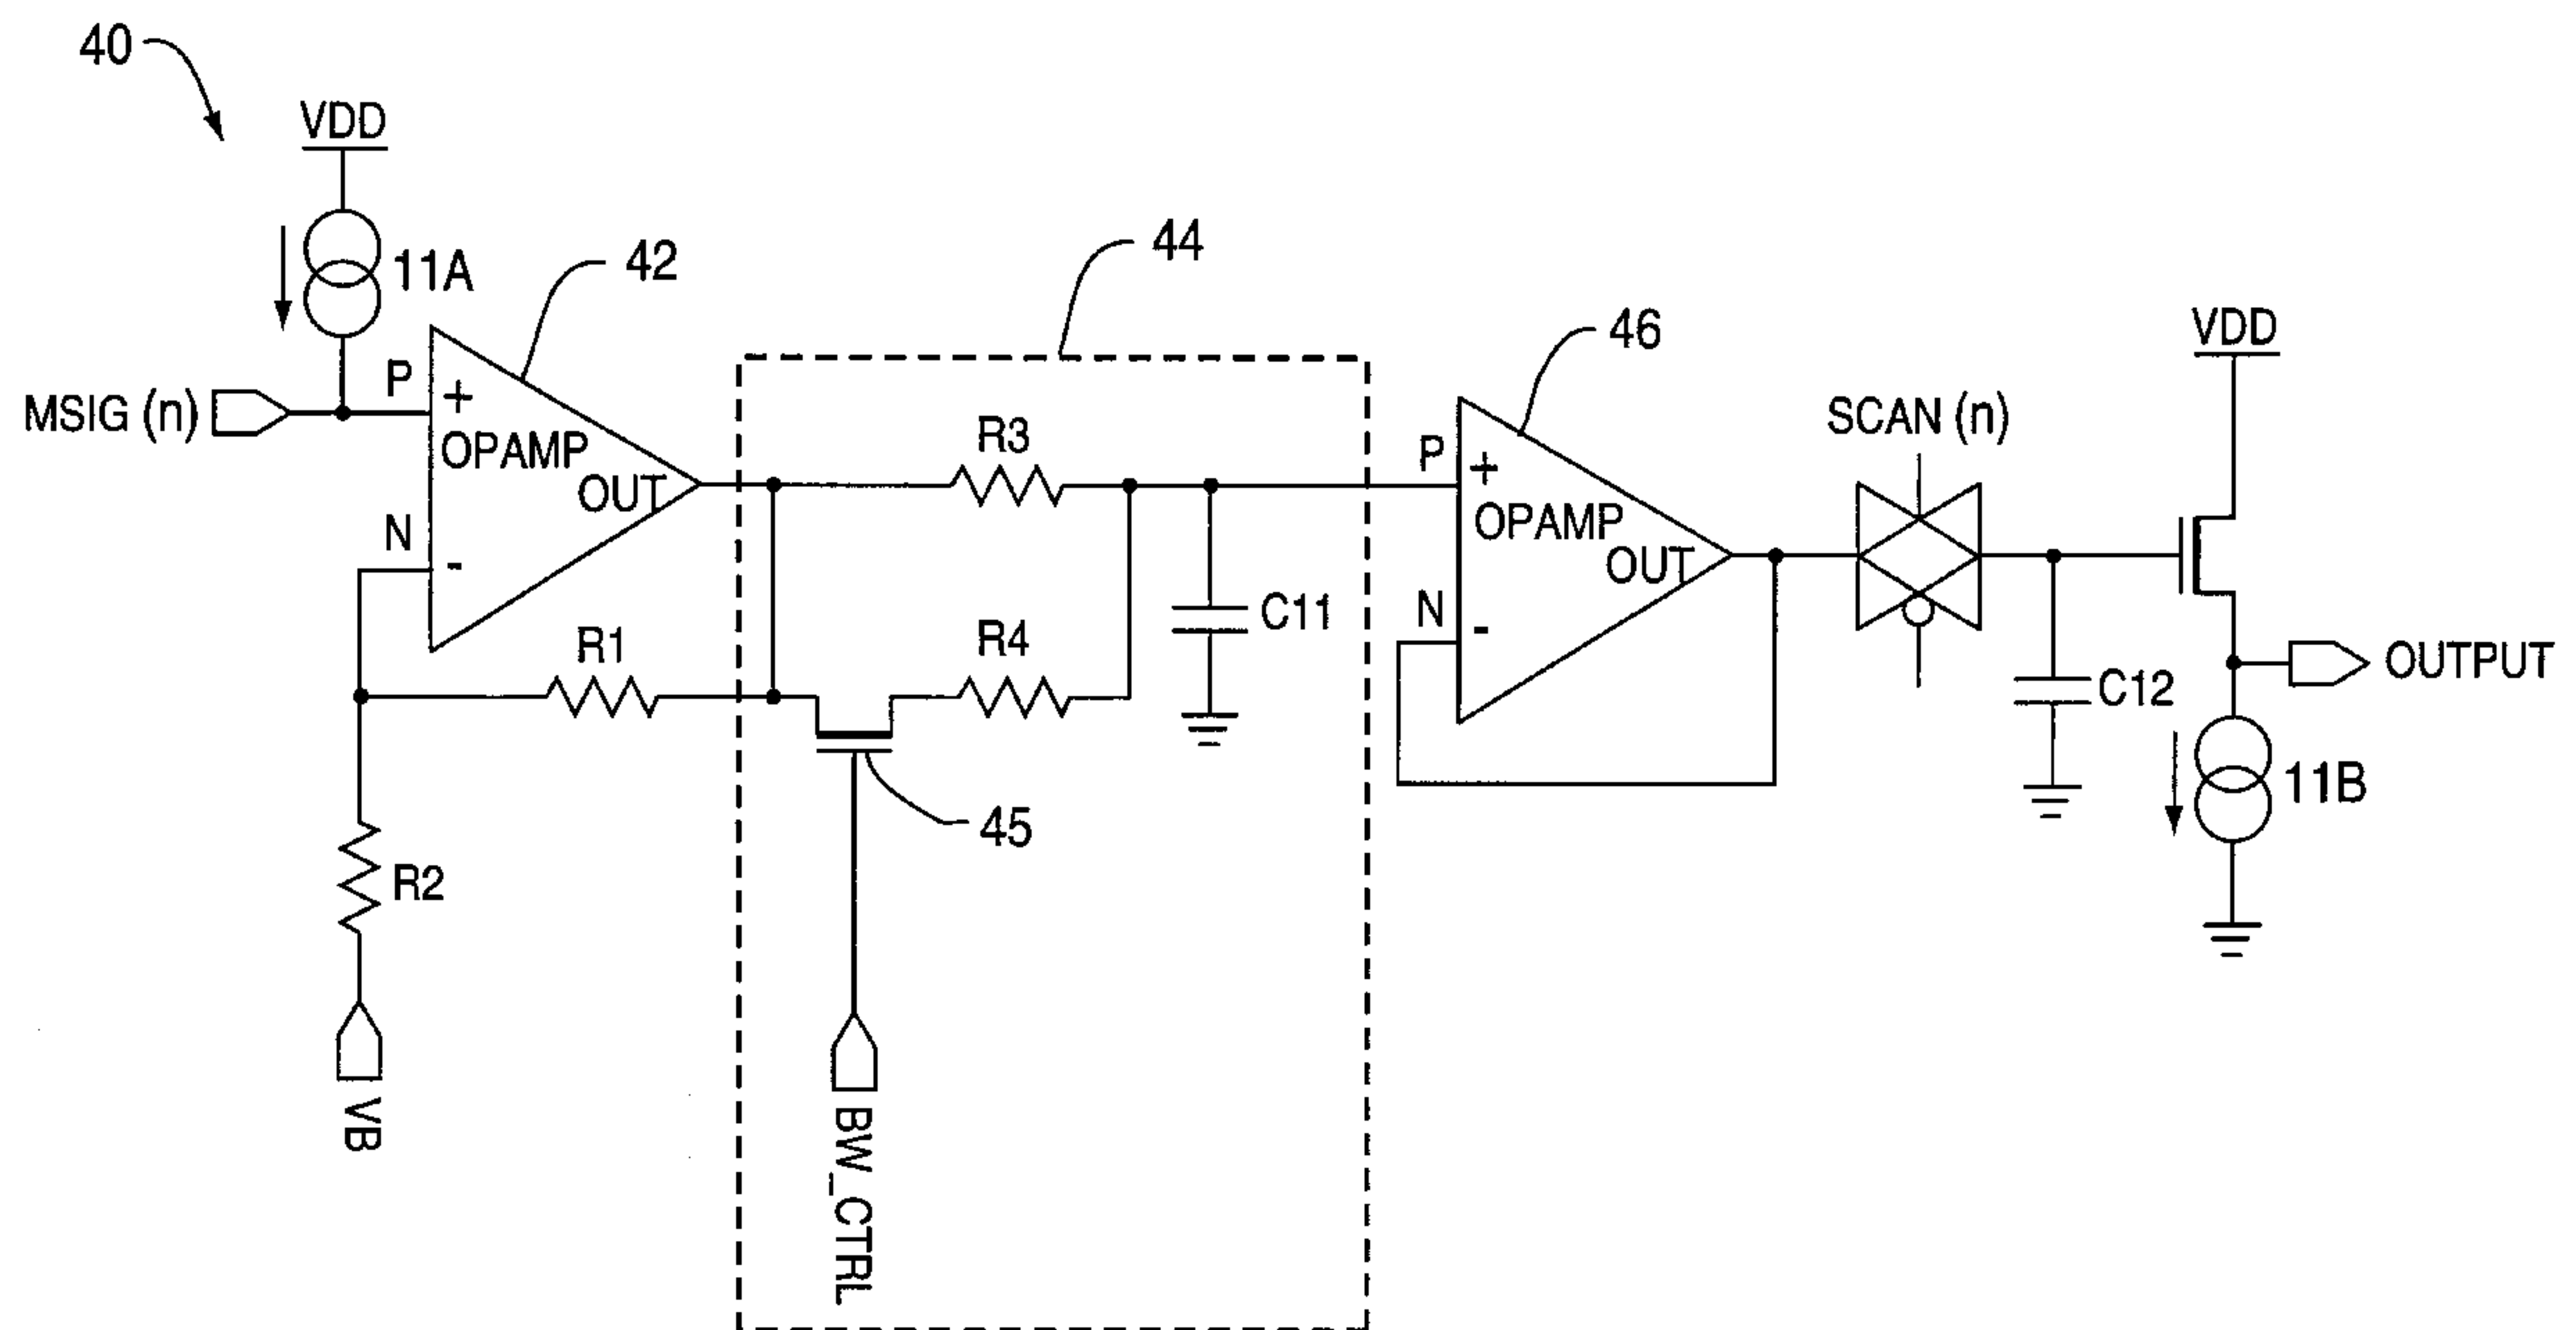 40
VDD
11A
42
44
46
VDD
MSIG (n)
P
+
OPAMP
OUT
N
-
R3
P
+
OPAMP
OUT
N
-
SCAN (n)
R1
R4
C11
C12
OUTPUT
11B
45
R2
VB
BW_CTRL